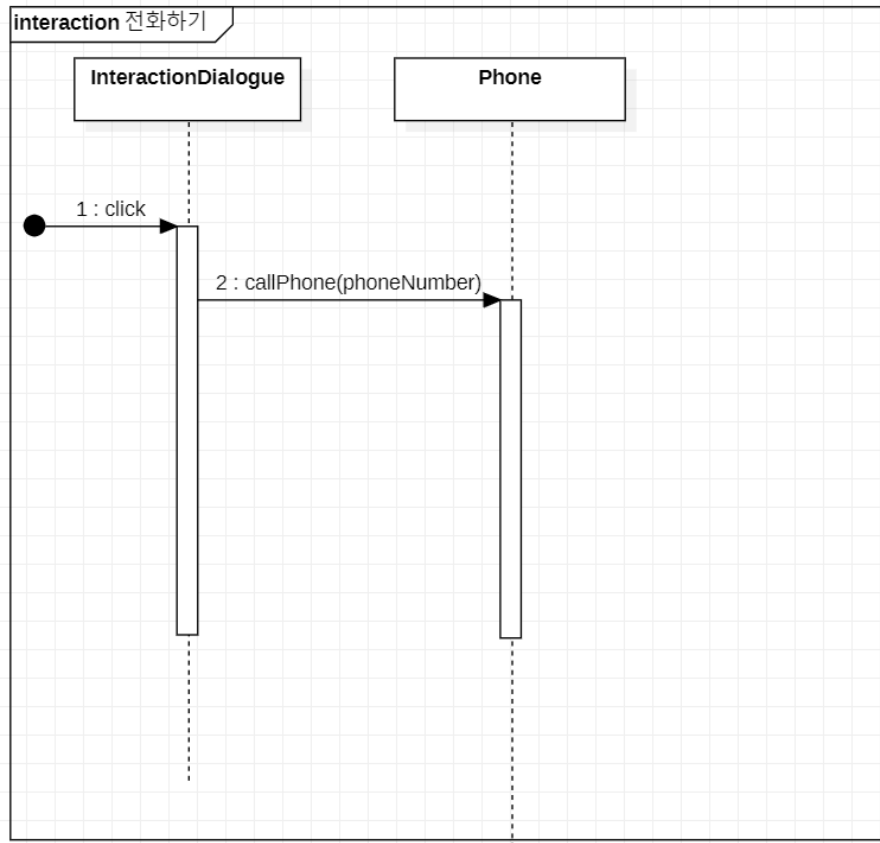 interaction 전화하기
InteractionDialogue
Phone
1 : click
2 : callPhone(phoneNumber)